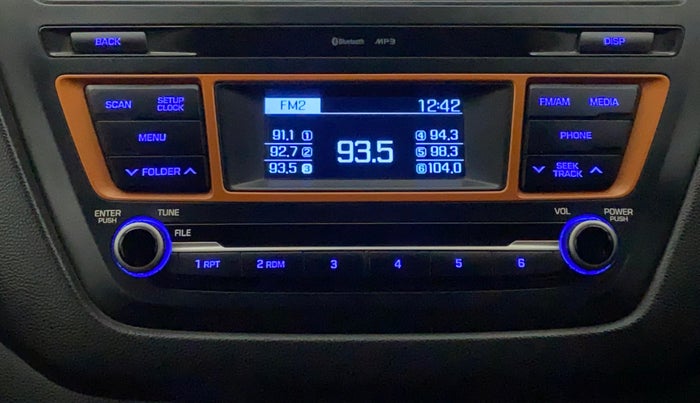 BACK Bluetooth MP3 DISP
SCAN SETUP CLOCK FM2 12:42 FM/AM MEDIA
91.1 ① ④ 94.3
MENU 92.7 ② 93.5 ⑤ 98.3 PHONE
93.5 ❸ ⑥ 104.0
FOLDER SEEK TRACK
ENTER PUSH TUNE VOL POWER PUSH
FILE
1 RPT 2 RDM 3 4 5 6